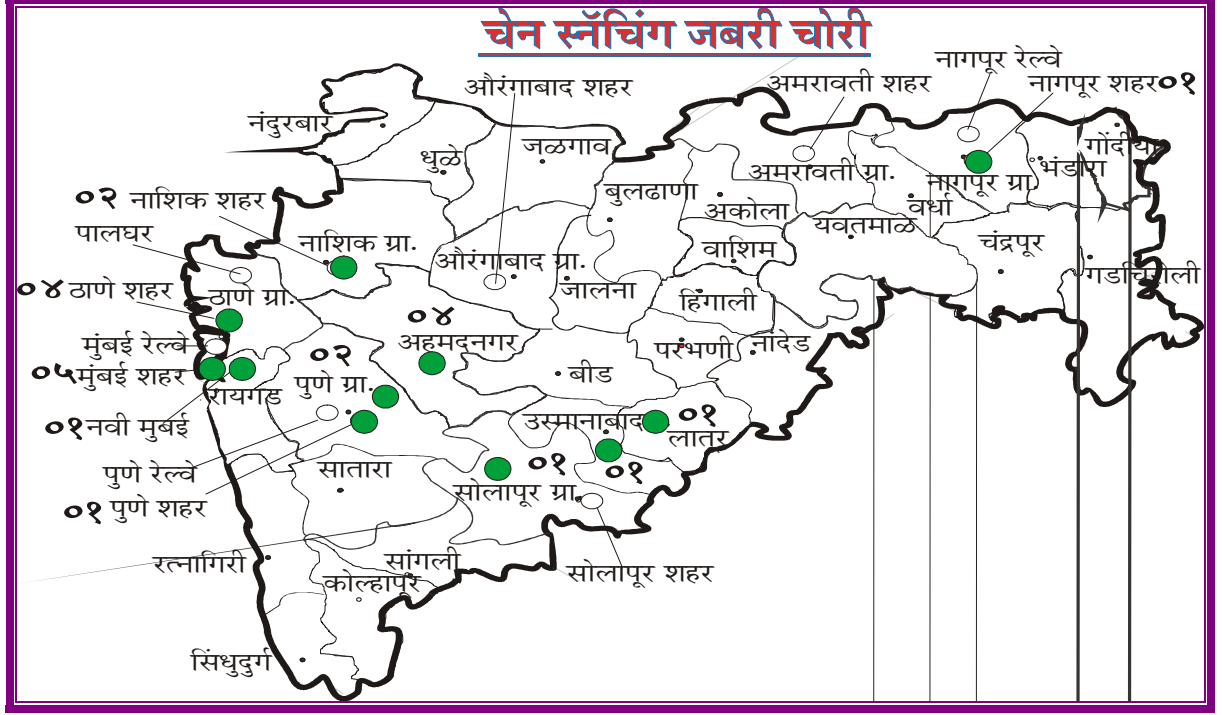 चेन स्नॅचिंग जबरी चोरी
नागपूर रेल्वे
औरंगाबाद शहर
अमरावती शहर
नागपूर शहर०१
नंदुरबार
धुळे
जळगाव
गोंदीया
भंडारा
अमरावती ग्रा.
नागपूर ग्रा.
बुलढाणा
०२ नाशिक शहर
अकोला
वर्धा
यवतमाळ
पालघर
नाशिक ग्रा.
वाशिम
चंद्रपूर
औरंगाबाद ग्रा.
गडचिरोली
०४ ठाणे शहर
ठाणे ग्रा.
जालना
हिंगोली
०४
अहमदनगर
मुंबई रेल्वे
०२
परभणी
नांदेड
०५मुंबई शहर
पुणे ग्रा.
बीड
रायगड
०१नवी मुंबई
उस्मानाबाद
०१
लातूर
पुणे रेल्वे
सातारा
०१
०१
सोलापूर ग्रा.
०१ पुणे शहर
रत्नागिरी
सांगली
कोल्हापूर
सोलापूर शहर
सिंधुदुर्ग